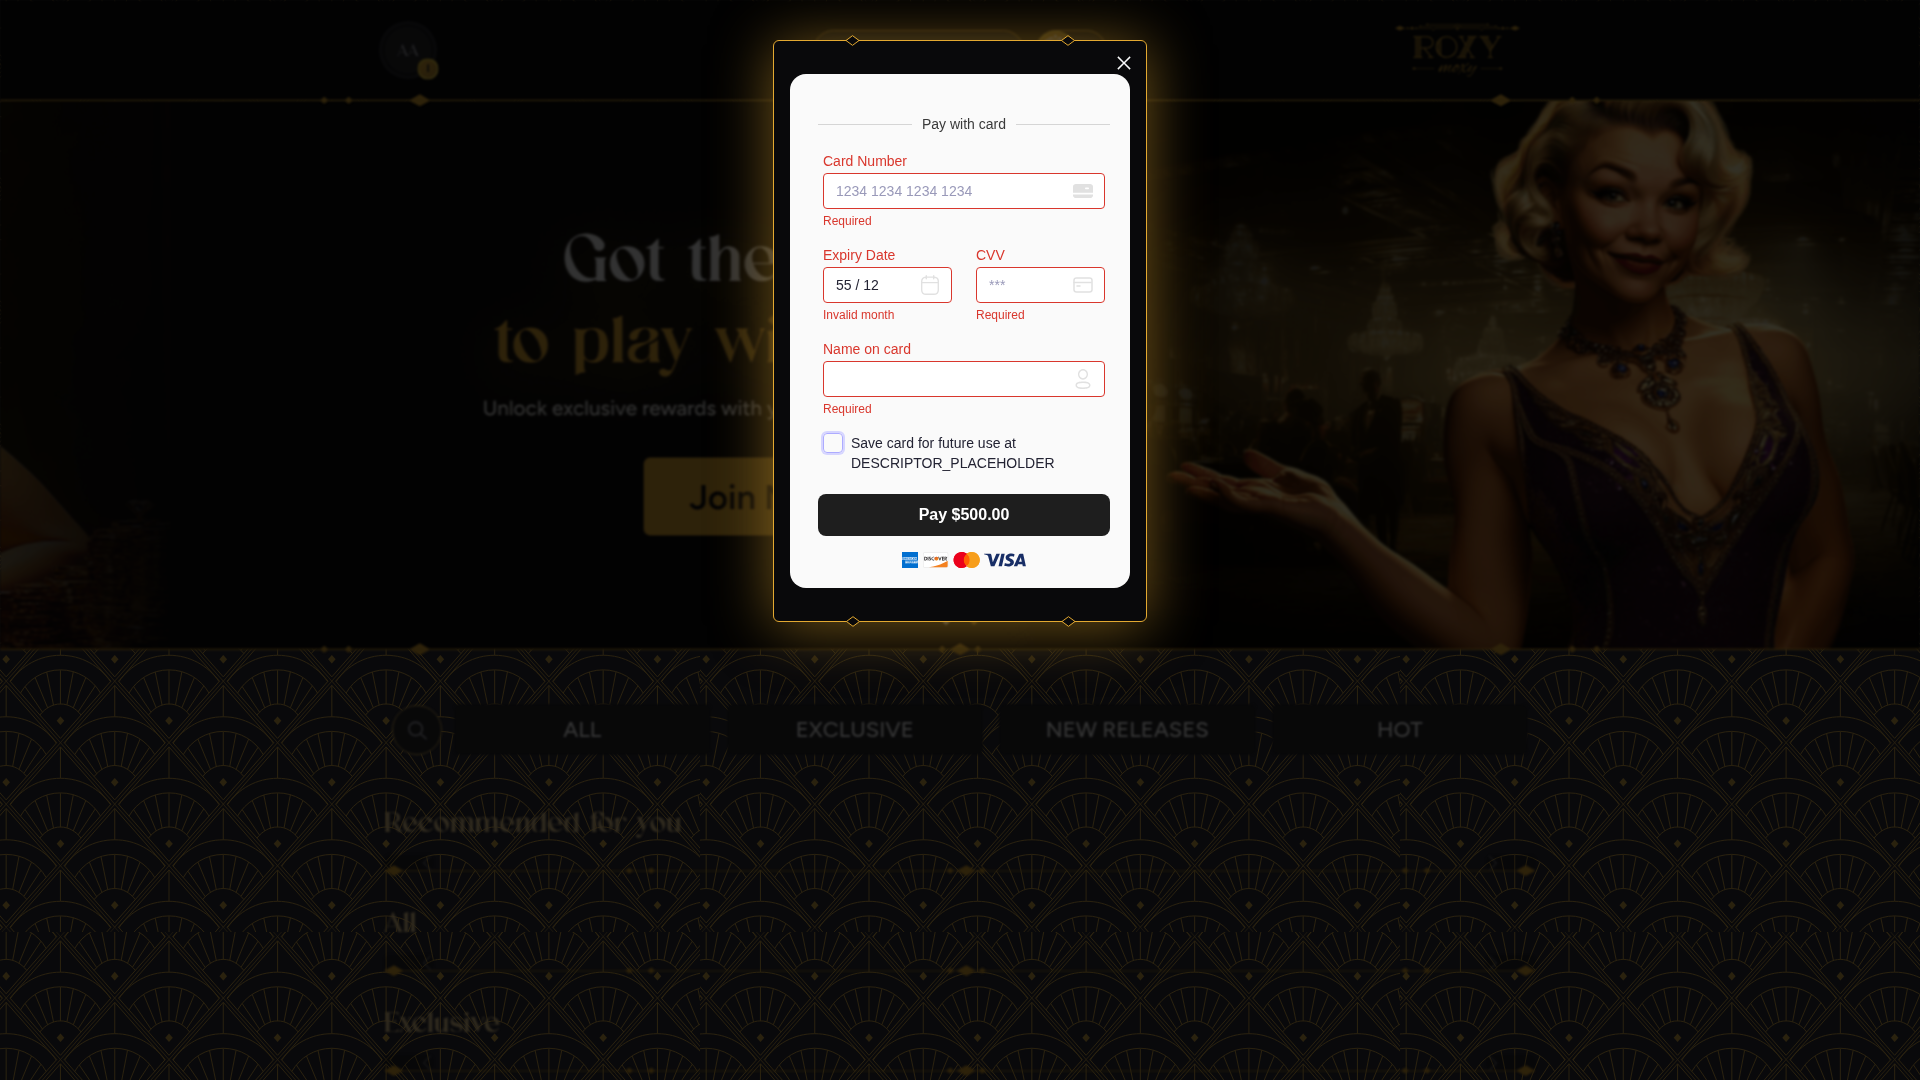 AA
ROXY
moxy
Pay with card
Card Number
1234 1234 1234 1234
Required
Expiry Date
CVV
55 / 12
***
Invalid month
Required
Name on card
Required
Save card for future use at
DESCRIPTOR_PLACEHOLDER
Pay $500.00
DISCOVER
VISA
Got the
to play wi
Unlock exclusive rewards with
Join
ALL
EXCLUSIVE
NEW RELEASES
HOT
Recommended for you
All
Exclusive